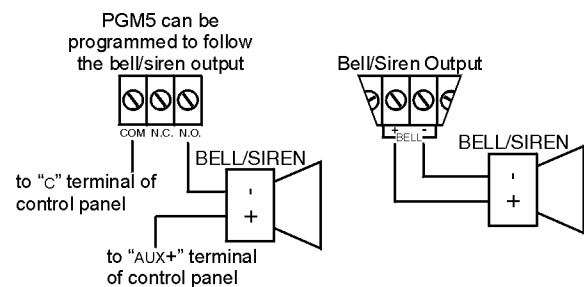 PGM5 can be
programmed to follow
the bell/siren output
COM N.C. N.O.
BELL/SIREN
-
+
to "C" terminal of
control panel
to "AUX+" terminal
of control panel
Bell/Siren Output
+ -
BELL
BELL/SIREN
-
+